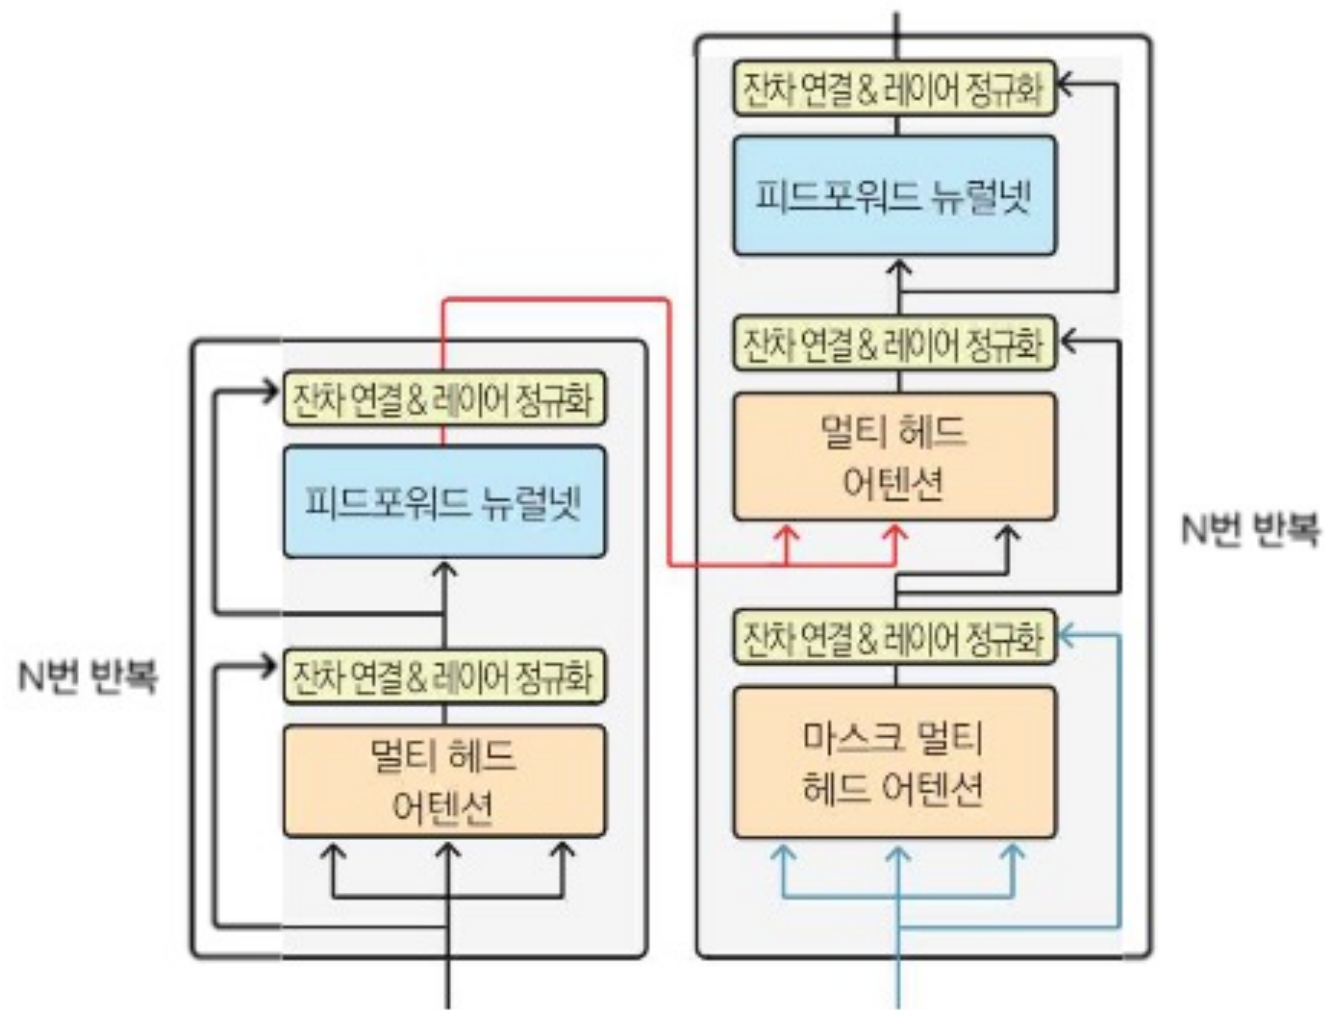 잔차 연결 & 레이어 정규화
피드포워드 뉴럴넷
잔차 연결 & 레이어 정규화
멀티 헤드
어텐션
N번 반복
잔차 연결 & 레이어 정규화
마스크 멀티
헤드 어텐션
잔차 연결 & 레이어 정규화
피드포워드 뉴럴넷
N번 반복
잔차 연결 & 레이어 정규화
멀티 헤드
어텐션